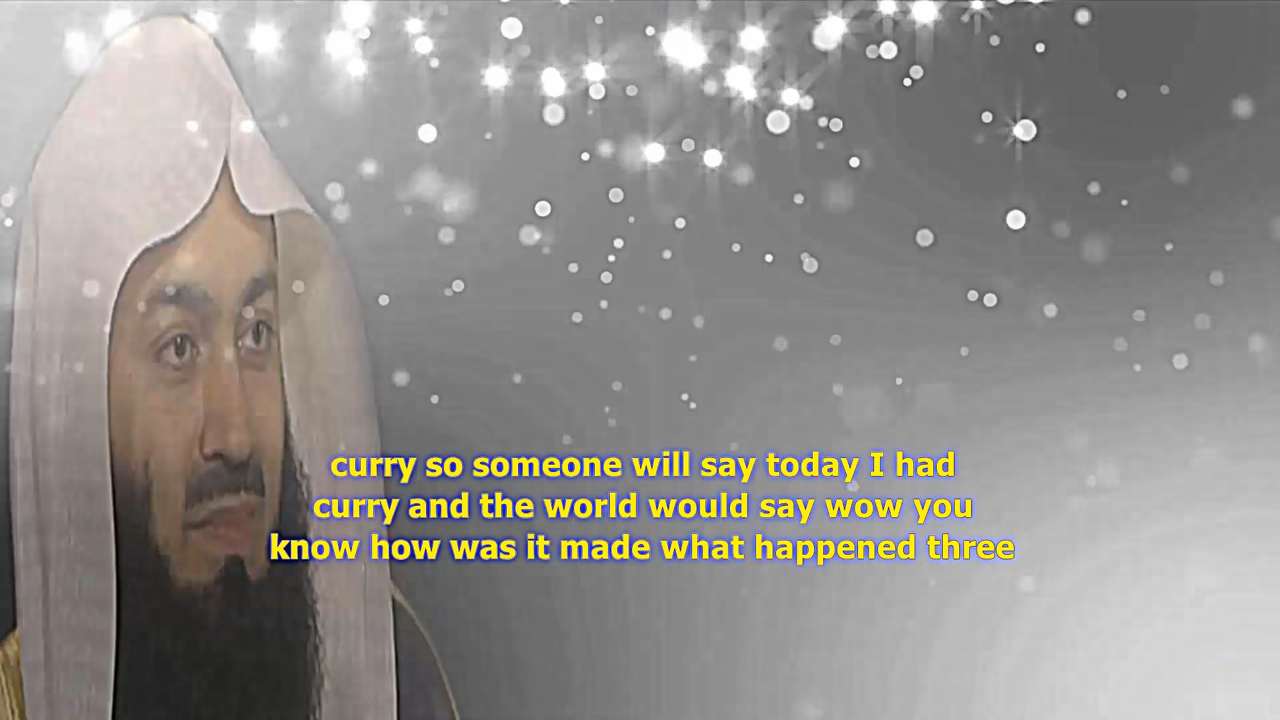 curry so someone will say today I had
curry and the world would say wow you
know how was it made what happened three